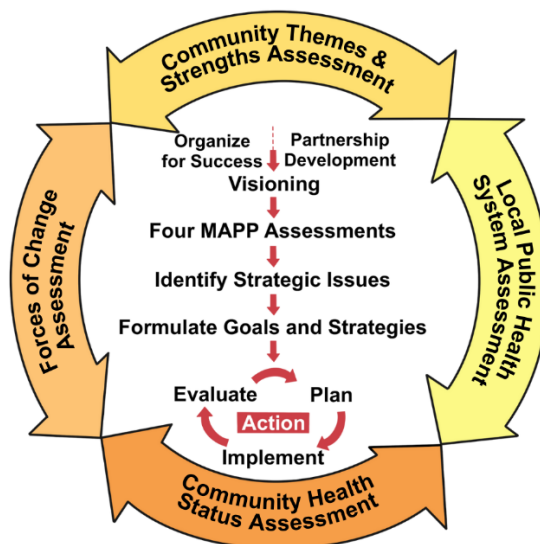 Community Themes &
Strengths Assessment
Organize
for Success
Partnership
Development
Visioning
Four MAPP Assessments
Identify Strategic Issues
Formulate Goals and Strategies
Evaluate
Plan
Action
Implement
Forces of Change
Assessment
Local Public Health
System Assessment
Community Health
Status Assessment